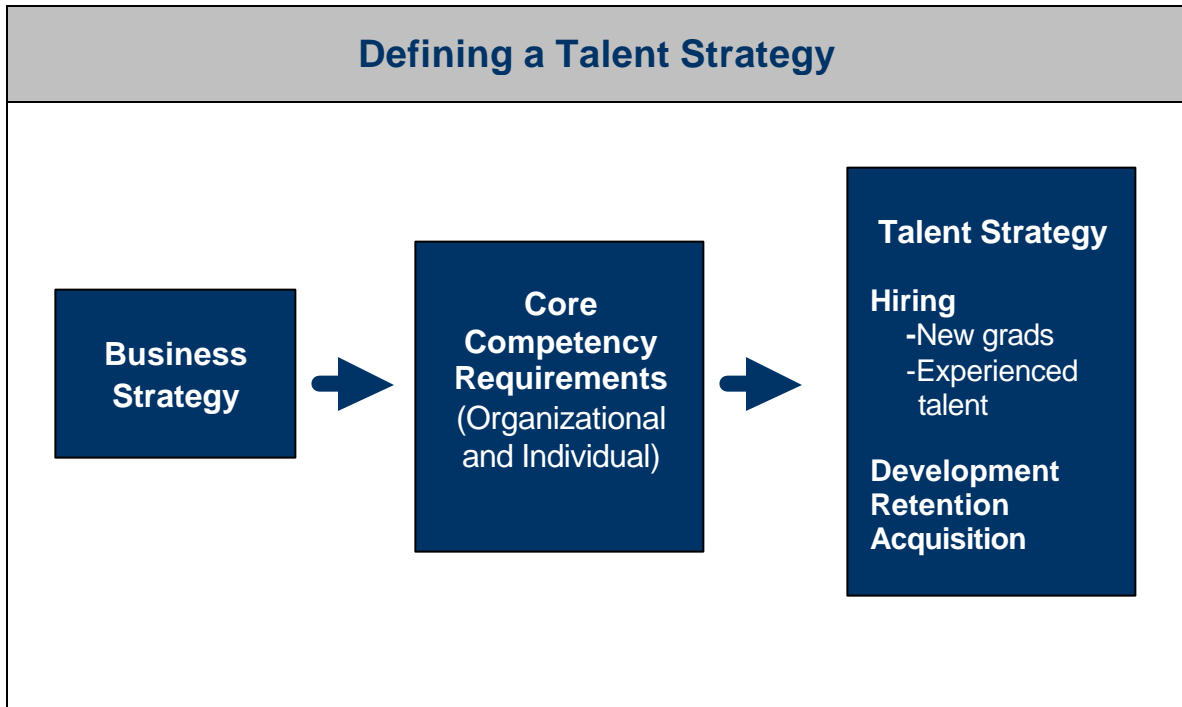 Defining a Talent Strategy
Business
Strategy
Core
Competency
Requirements
(Organizational
and Individual)
Talent Strategy
Hiring
-New grads
-Experienced
talent
Development
Retention
Acquisition